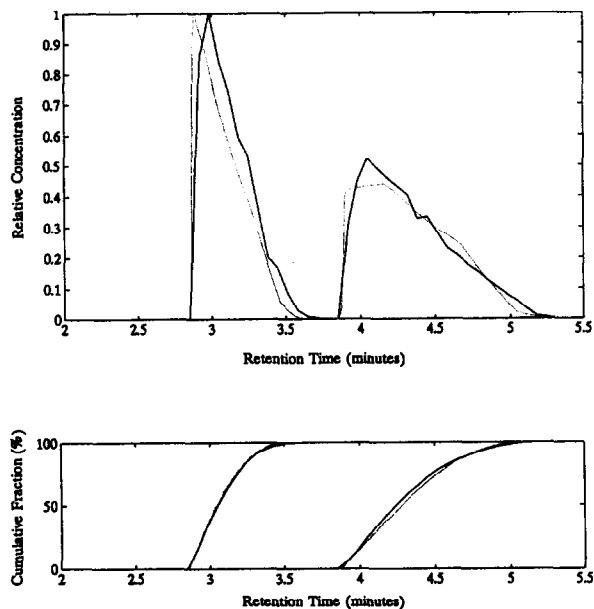 1
0.9
0.8
0.7
0.6
0.5
0.4
0.3
0.2
0.1
0
Relative Concentration
2 2.5 3 3.5 4 4.5 5 5.5
Retention Time (minutes)
100
50
0
Cumulative Fraction (%)
2 2.5 3 3.5 4 4.5 5 5.5
Retention Time (minutes)